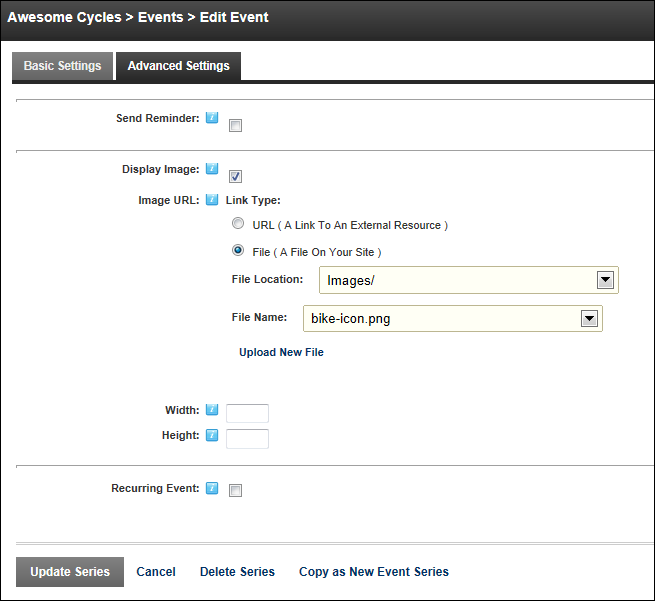 Awesome Cycles > Events > Edit Event
Basic Settings Advanced Settings
Send Reminder:
Display Image:
Image URL: Link Type:
URL ( A Link To An External Resource )
File ( A File On Your Site )
File Location: Images/
File Name: bike-icon.png
Upload New File
Width:
Height:
Recurring Event:
Update Series Cancel Delete Series Copy as New Event Series